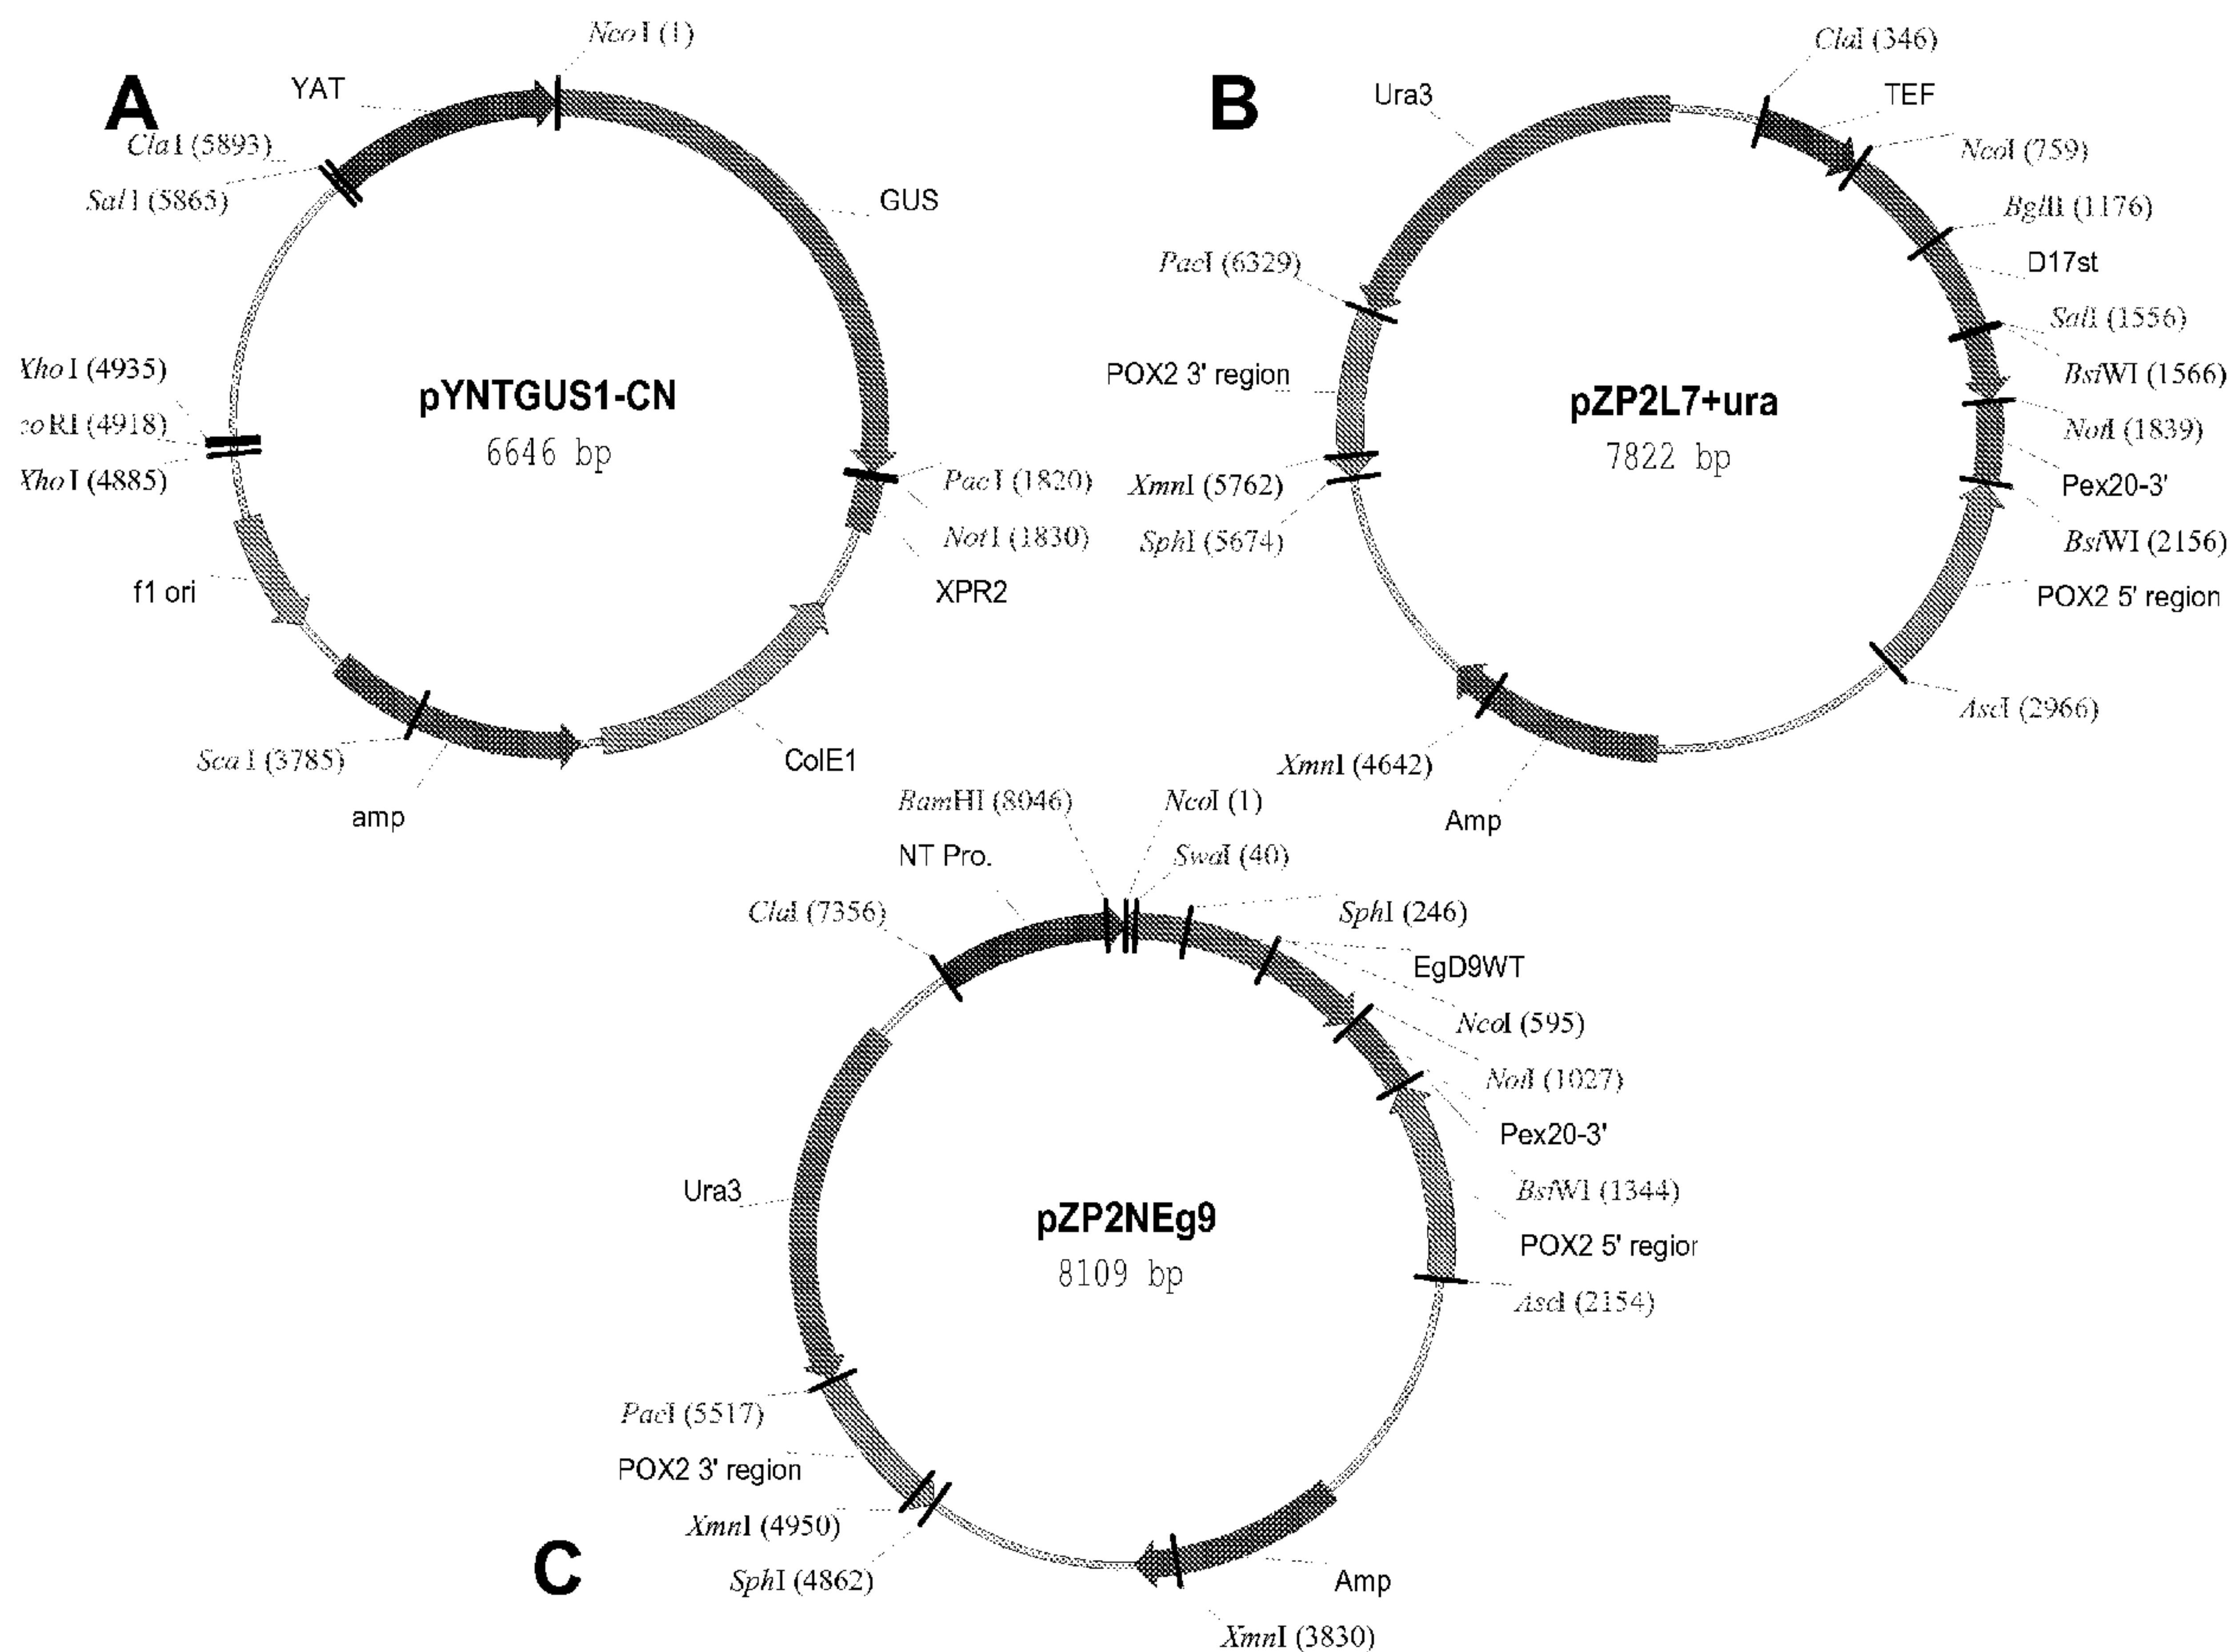 A
NcoI (1)
YAT
ClaI (5893)
SalI (5865)
GUS
XhoI (4935)
coRI (4918)
XhoI (4885)
pYNTGUS1-CN
6646 bp
PacI (1820)
NotI (1830)
XPR2
f1 ori
ScaI (3785)
amp
ColE1
B
ClaI (346)
Ura3
TEF
NcoI (759)
BglII (1176)
D17st
PacI (6329)
SalI (1556)
BsiWI (1566)
POX2 3' region
pZP2L7+ura
7822 bp
NotI (1839)
Pex20-3'
XmnI (5762)
SphI (5674)
BsiWI (2156)
POX2 5' region
AscI (2966)
XmnI (4642)
Amp
C
BamHI (8046)
NcoI (1)
NT Pro.
SwaI (40)
ClaI (7356)
SphI (246)
EgD9WT
NcoI (595)
NotI (1027)
Pex20-3'
Ura3
BsiWI (1344)
pZP2NEg9
8109 bp
POX2 5' region
AscI (2154)
PacI (5517)
POX2 3' region
XmnI (4950)
SphI (4862)
Amp
XmnI (3830)